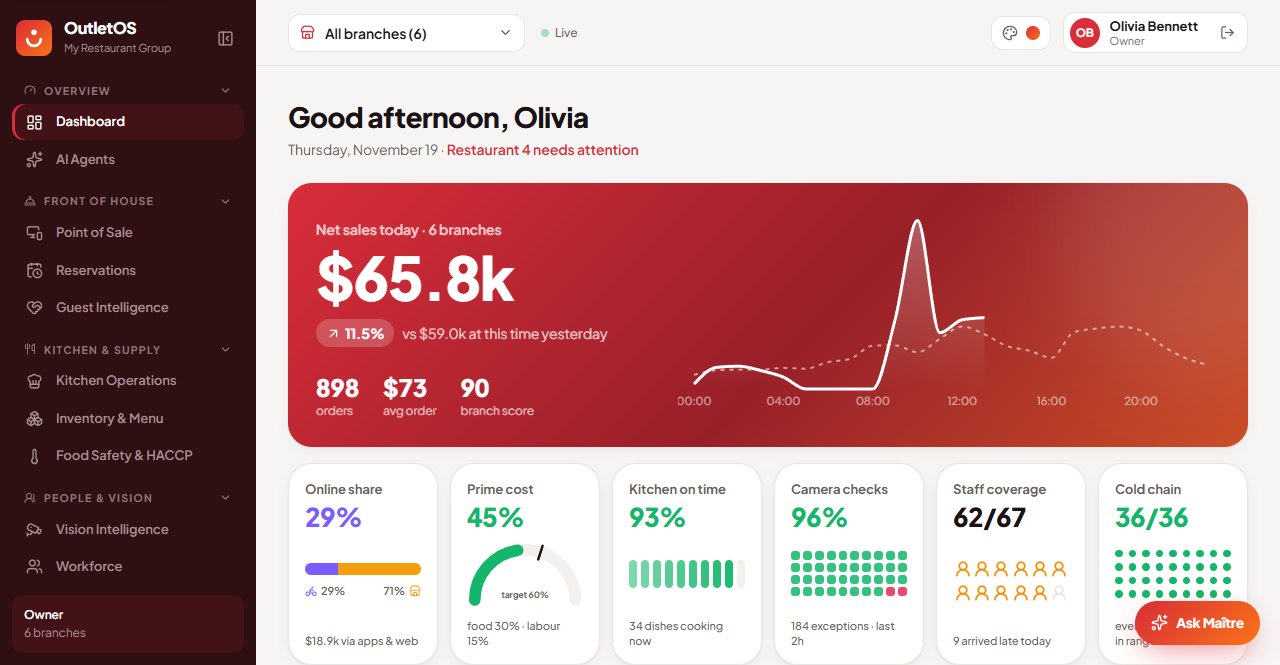 OutletOS
My Restaurant Group
OVERVIEW
Dashboard
AI Agents
FRONT OF HOUSE
Point of Sale
Reservations
Guest Intelligence
KITCHEN & SUPPLY
Kitchen Operations
Inventory & Menu
Food Safety & HACCP
PEOPLE & VISION
Vision Intelligence
Workforce
Owner
6 branches
All branches (6)
Live
OB
Olivia Bennett
Owner
Good afternoon, Olivia
Thursday, November 19 · Restaurant 4 needs attention
Net sales today · 6 branches
$65.8k
11.5% vs $59.0k at this time yesterday
898 $73 90
orders avg order branch score
00:00 04:00 08:00 12:00 16:00 20:00
Online share
29%
29% 71%
$18.9k via apps & web
Prime cost
45%
target 60%
food 30% · labour
15%
Kitchen on time
93%
34 dishes cooking
now
Camera checks
96%
184 exceptions · last
2h
Staff coverage
62/67
9 arrived late today
Cold chain
36/36
in
Ask Maître